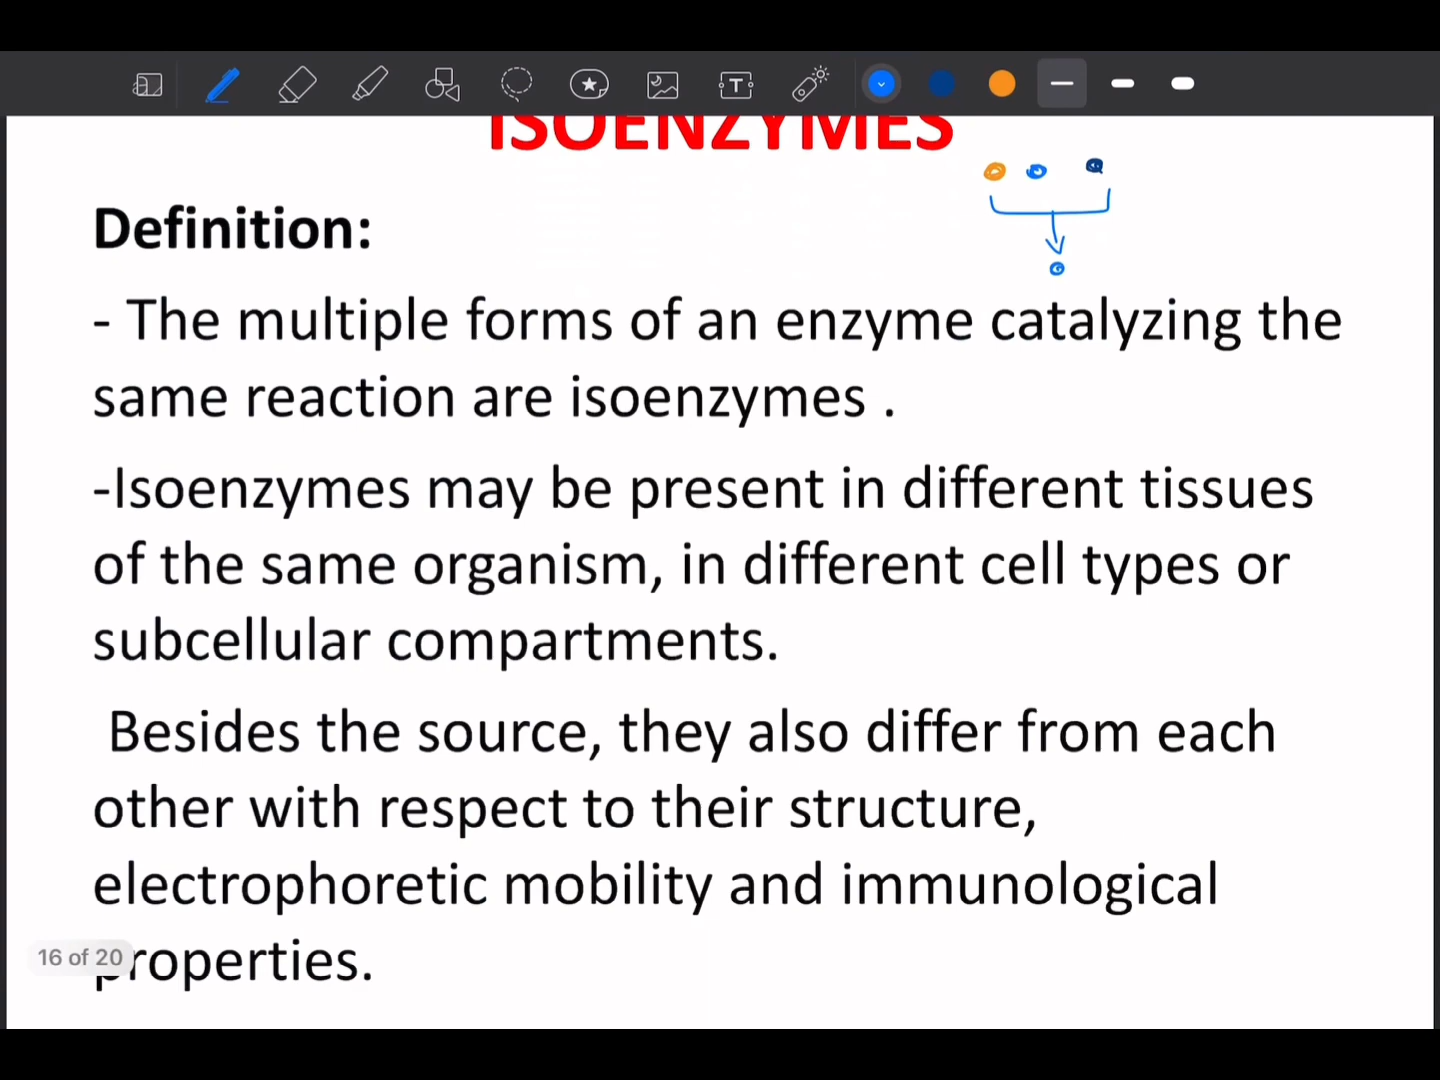 ISOENZYMES
Definition:
- The multiple forms of an enzyme catalyzing the
same reaction are isoenzymes .
-Isoenzymes may be present in different tissues
of the same organism, in different cell types or
subcellular compartments.
Besides the source, they also differ from each
other with respect to their structure,
electrophoretic mobility and immunological
properties.
16 of 20